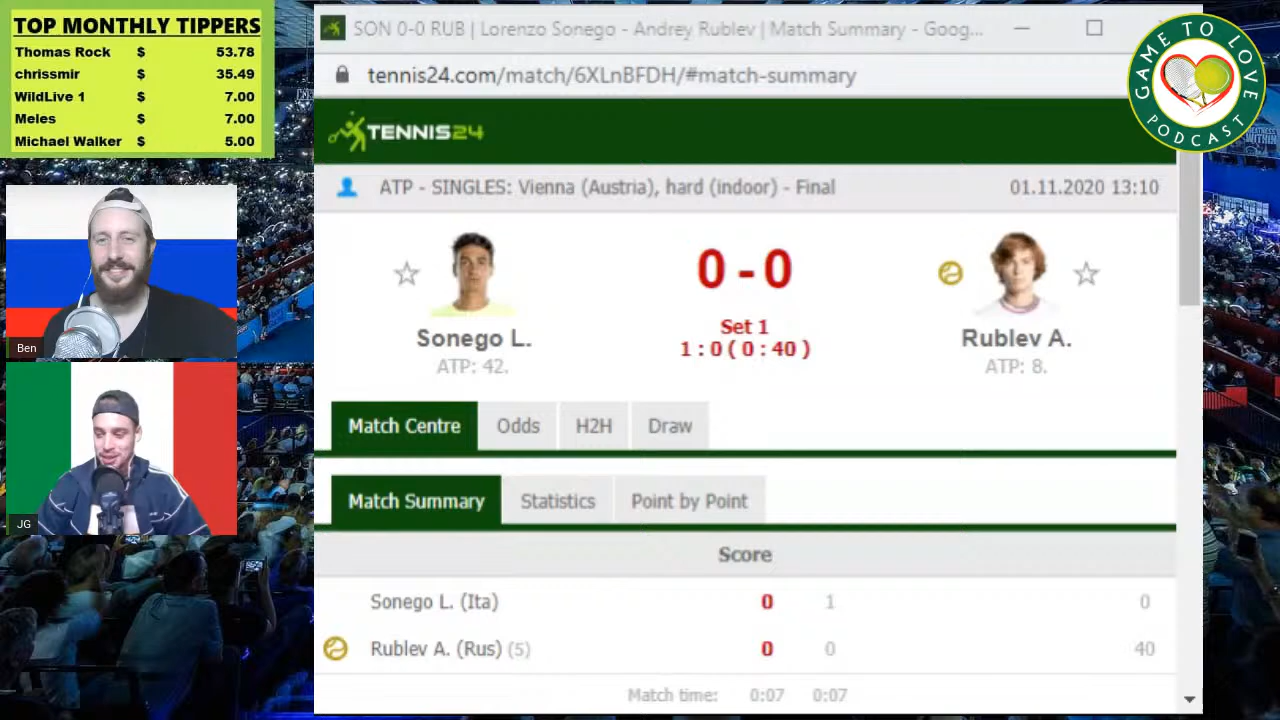 TOP MONTHLY TIPPERS
Thomas Rock $ 53.78
chrissmir $ 35.49
WildLive 1 $ 7.00
Meles $ 7.00
Michael Walker $ 5.00
Ben
JG
SON 0-0 RUB | Lorenzo Sonego - Andrey Rublev | Match Summary - Goog...
tennis24.com/match/6XLnBFDH/#match-summary
GAME TO LOVE
PODCAST
TENNIS24
ATP - SINGLES: Vienna (Austria), hard (indoor) - Final 01.11.2020 13:10
0 - 0
Set 1
1 : 0 ( 0 : 40 )
Sonego L. Rublev A.
ATP: 42. ATP: 8.
Match Centre Odds H2H Draw
Match Summary Statistics Point by Point
Score
Sonego L. (Ita) 0 1 0
Rublev A. (Rus) (5) 0 0 40
Match time: 0:07 0:07